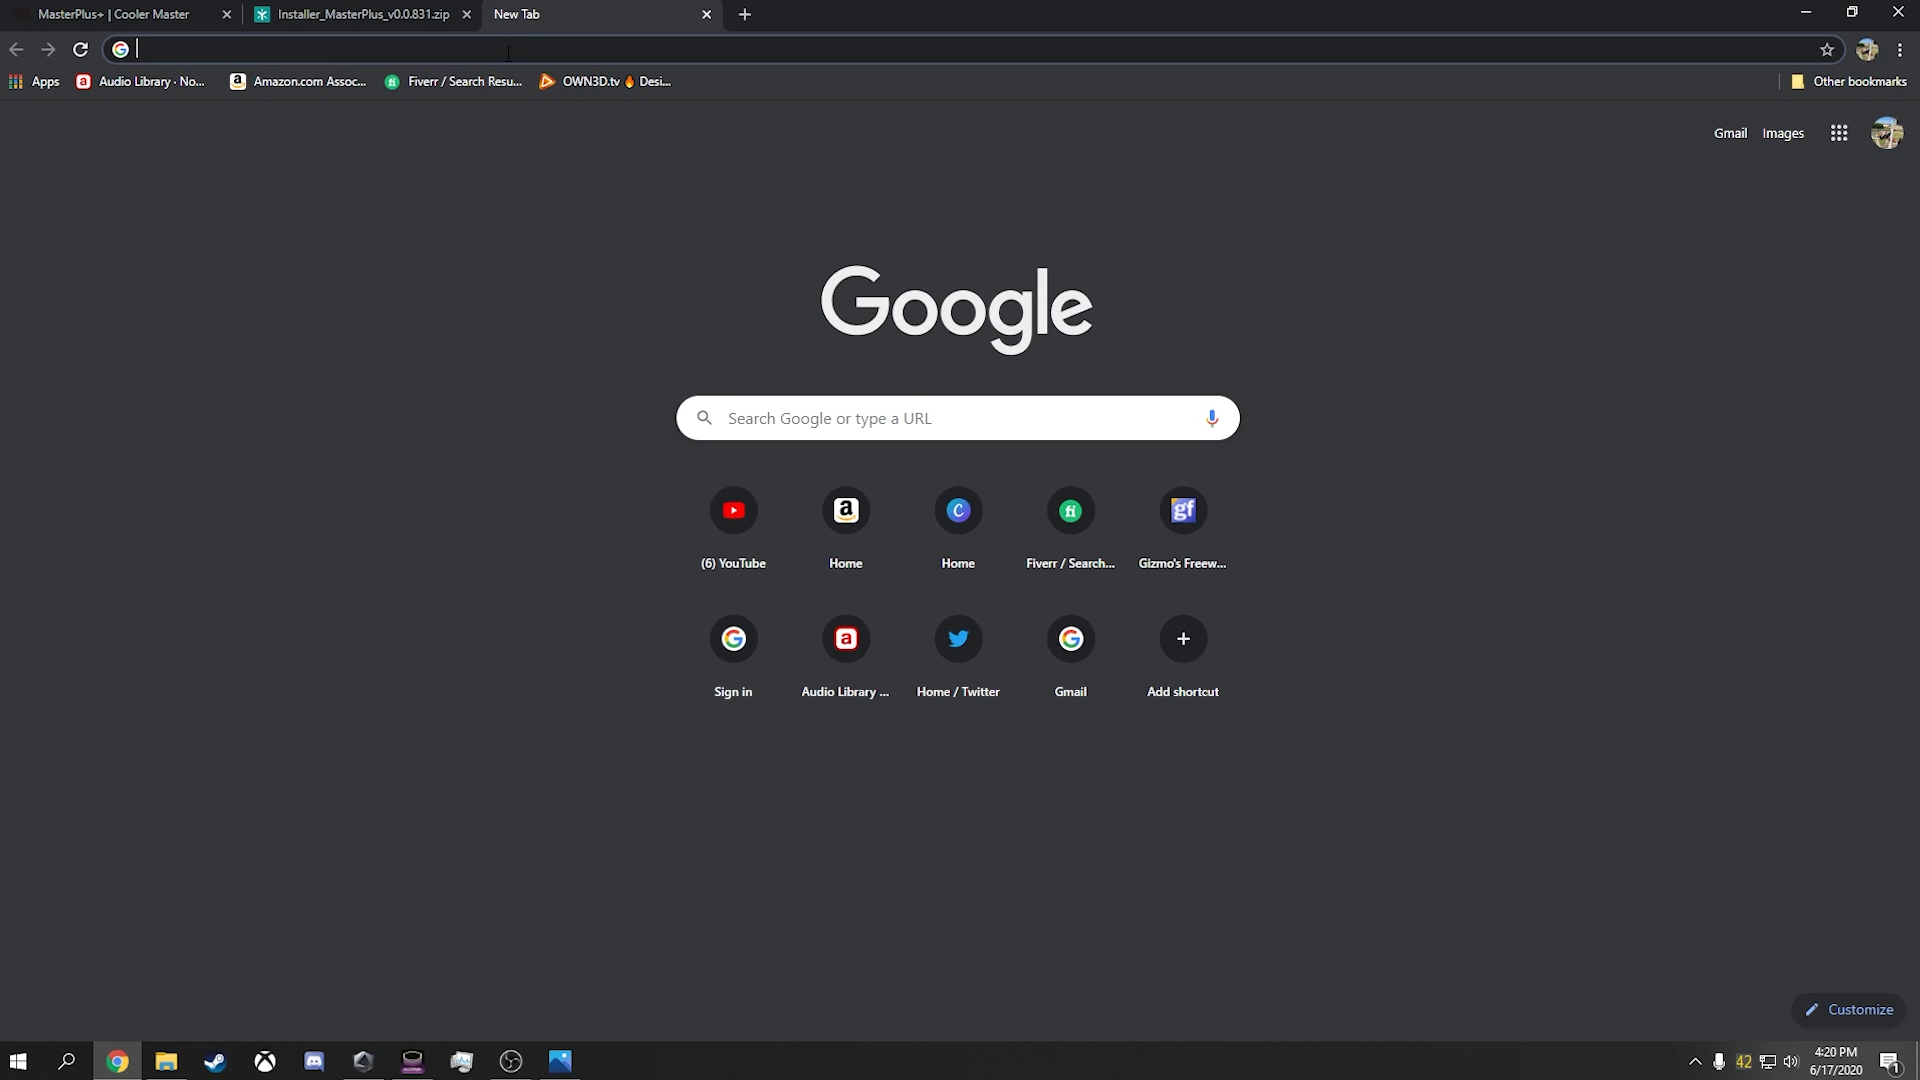 MasterPlus+ | Cooler Master
Installer_MasterPlus_v0.0.831.zip
New Tab
Apps
Audio Library · No...
Amazon.com Assoc...
Fiverr / Search Resu...
OWN3D.tv 🔥 Desi...
Other bookmarks
Gmail
Images
Google
Search Google or type a URL
(6) YouTube
Home
Home
Fiverr / Search...
Gizmo's Freew...
Sign in
Audio Library ...
Home / Twitter
Gmail
Add shortcut
Customize
42
4:20 PM
6/17/2020
1